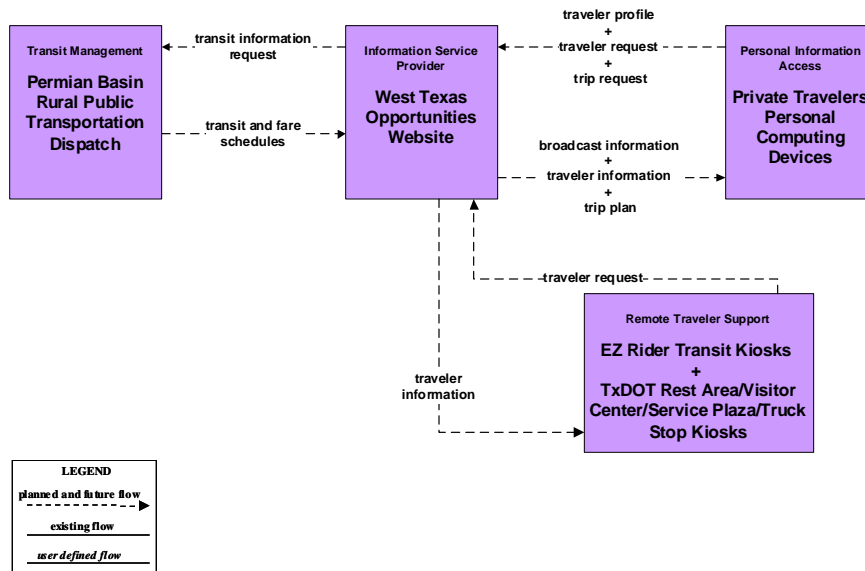 Transit Management
Permian Basin
Rural Public
Transportation
Dispatch
transit information
request
transit and fare
schedules
Information Service
Provider
West Texas
Opportunities
Website
traveler profile
+
traveler request
+
trip request
broadcast information
+
traveler information
+
trip plan
Personal Information
Access
Private Travelers
Personal
Computing
Devices
traveler request
traveler
information
Remote Traveler Support
EZ Rider Transit Kiosks
+
TxDOT Rest Area/Visitor
Center/Service Plaza/Truck
Stop Kiosks
LEGEND
planned and future flow
existing flow
user defined flow